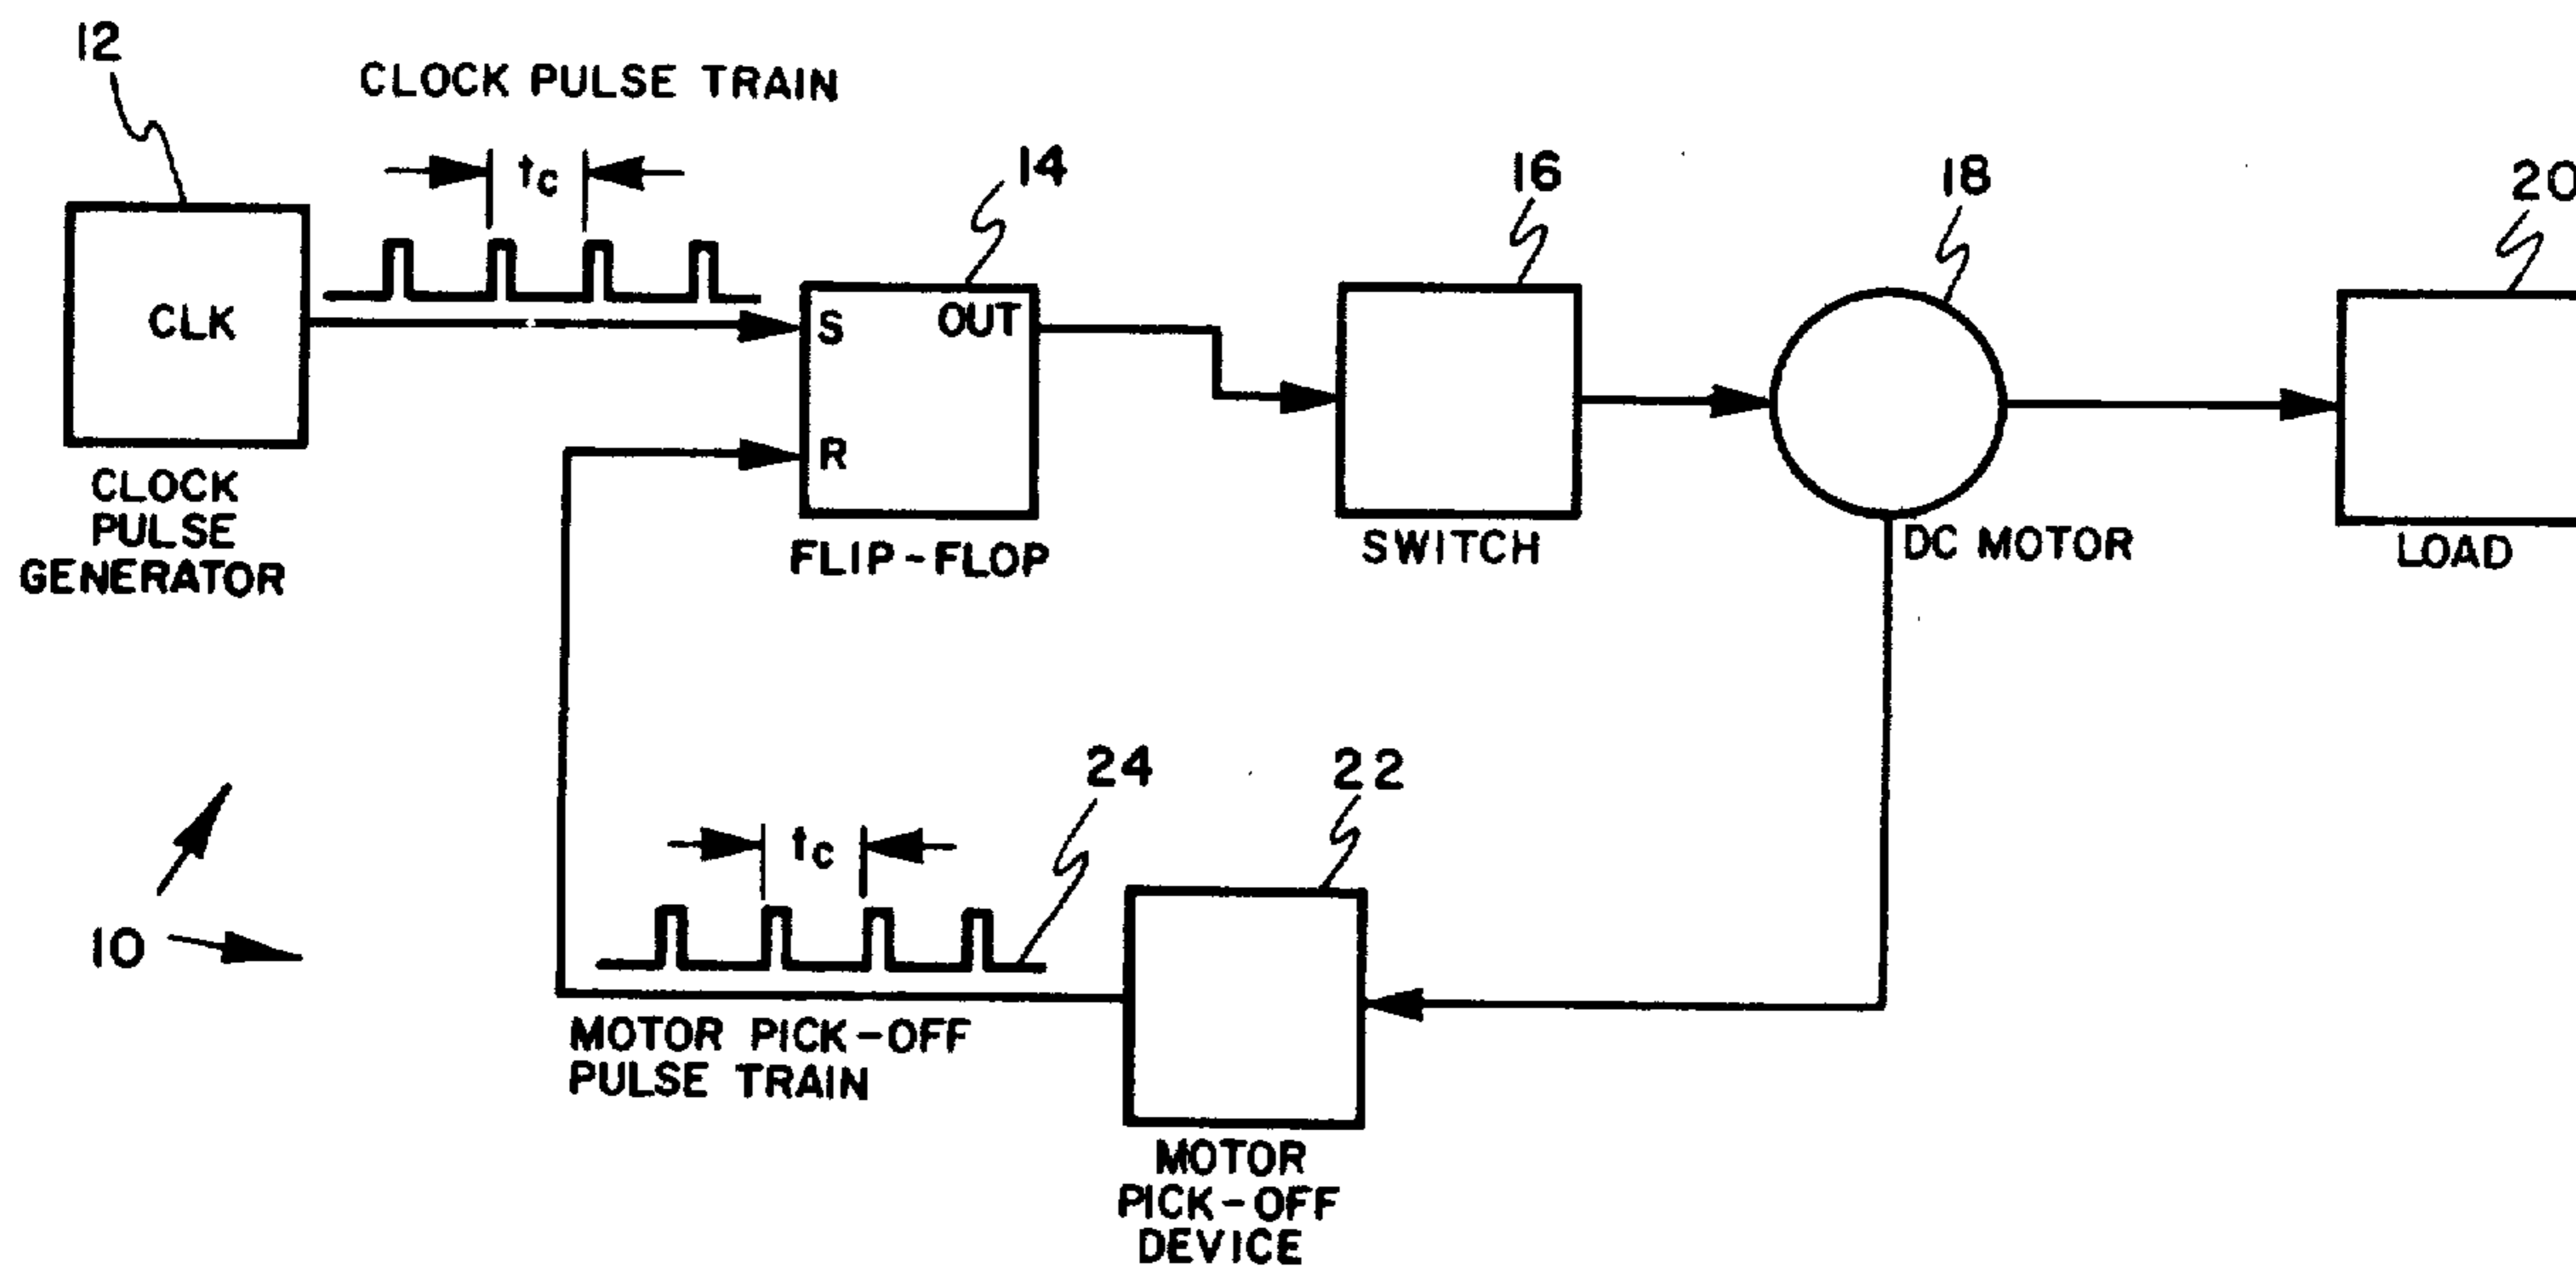 12
CLOCK PULSE TRAIN
tc
14
16
18
20
CLK
S
OUT
R
CLOCK
PULSE
GENERATOR
FLIP-FLOP
SWITCH
DC MOTOR
LOAD
24
22
tc
10
MOTOR PICK-OFF
PULSE TRAIN
MOTOR
PICK-OFF
DEVICE